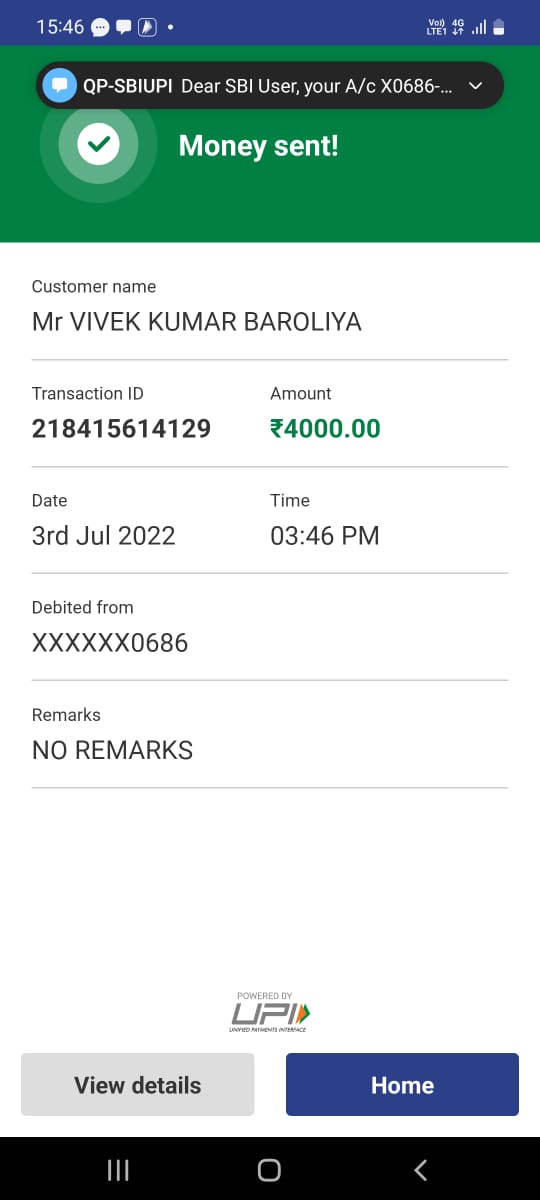 15:46
Vo)) 4G
LTE1
QP-SBIUPI Dear SBI User, your A/c X0686-...
Money sent!
Customer name
Mr VIVEK KUMAR BAROLIYA
Transaction ID Amount
218415614129 ₹4000.00
Date Time
3rd Jul 2022 03:46 PM
Debited from
XXXXXX0686
Remarks
NO REMARKS
POWERED BY
UPI
UNIFIED PAYMENTS INTERFACE
View details Home